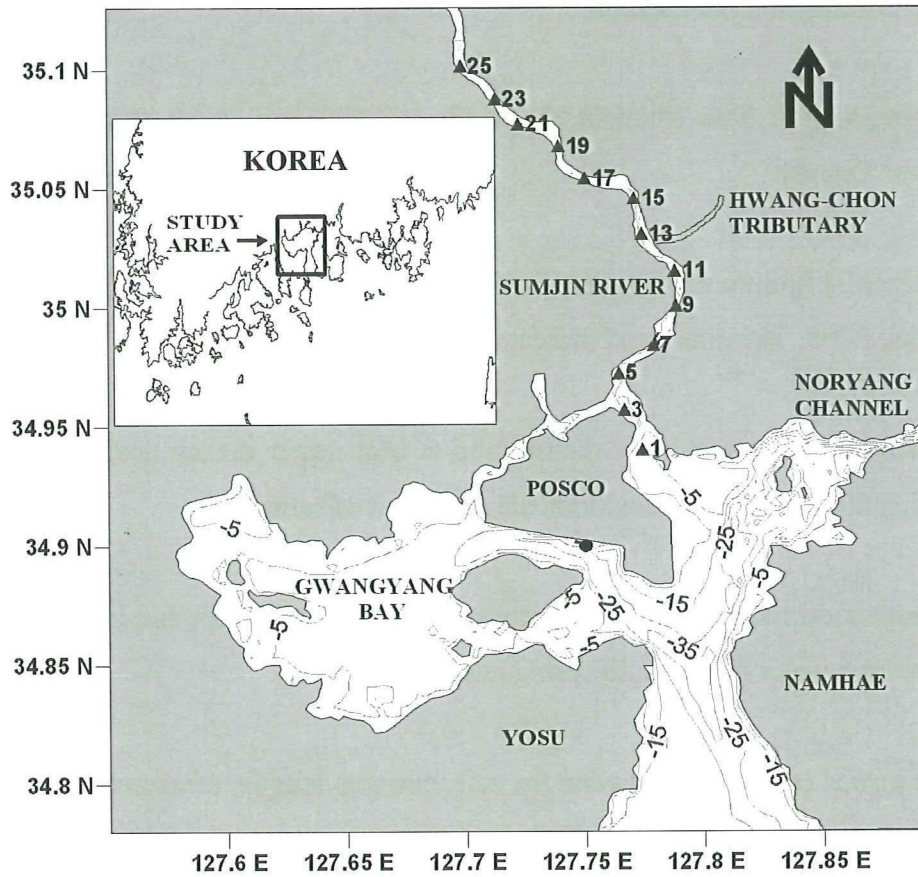 35.1 N
35.05 N
35 N
34.95 N
34.9 N
34.85 N
34.8 N
127.6 E
127.65 E
127.7 E
127.75 E
127.8 E
127.85 E
N
KOREA
STUDY
AREA
25
23
21
19
17
15
13
11
9
7
5
3
1
HWANG-CHON
TRIBUTARY
SUMJIN RIVER
NORYANG
CHANNEL
POSCO
GWANGYANG
BAY
YOSU
NAMHAE
-5
-5
-5
-5
-5
-5
-25
-25
-25
-15
-35
-15
-15